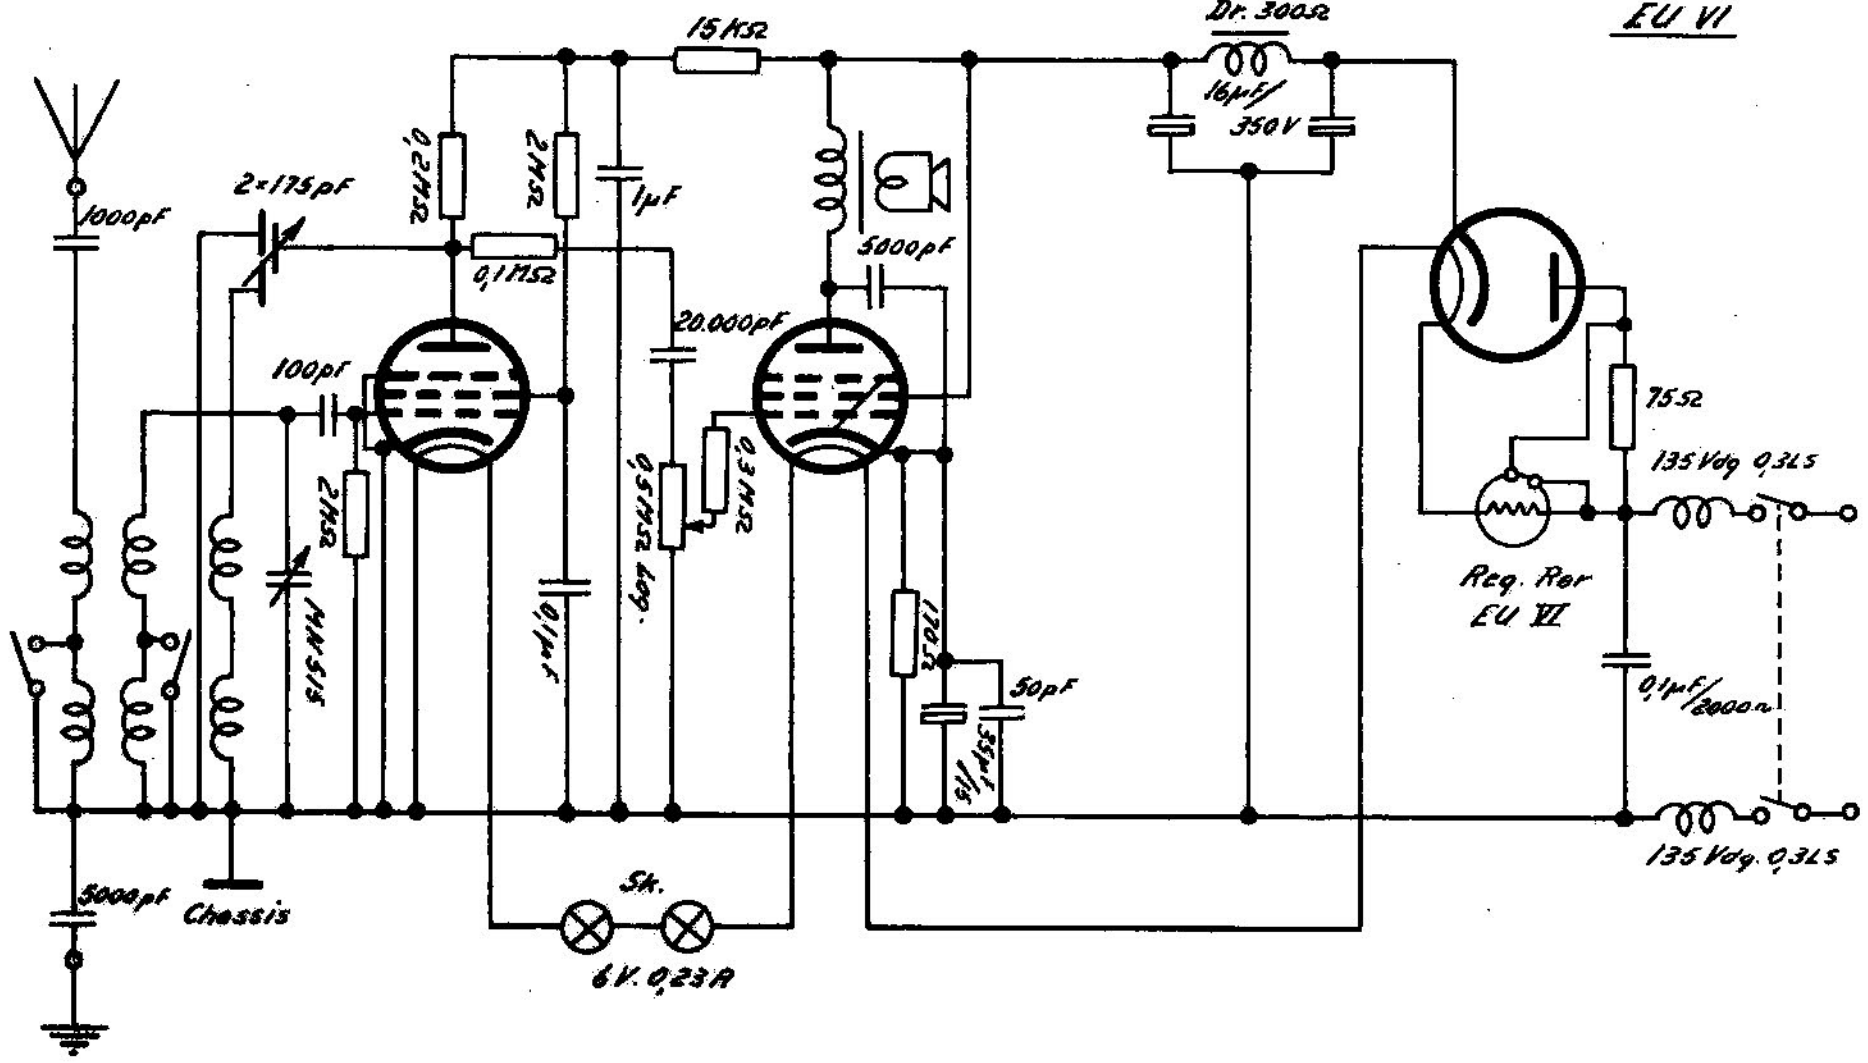 15 kΩ
Dr. 300Ω
EU VI
16μF/
350V
0,2MΩ
2MΩ
1μF
2×175pF
1000pF
5000pF
0,1MΩ
20.000pF
100pF
75Ω
135 Vdg 0,3LS
0,3MΩ
0,5MΩ Log.
2MΩ
Reg. Rør
EU VI
0,1μF
170Ω
50pF
0,1μF/
2000~
135 Vdg. 0,3LS
5000pF
Chassis
Sk.
6V. 0,23A